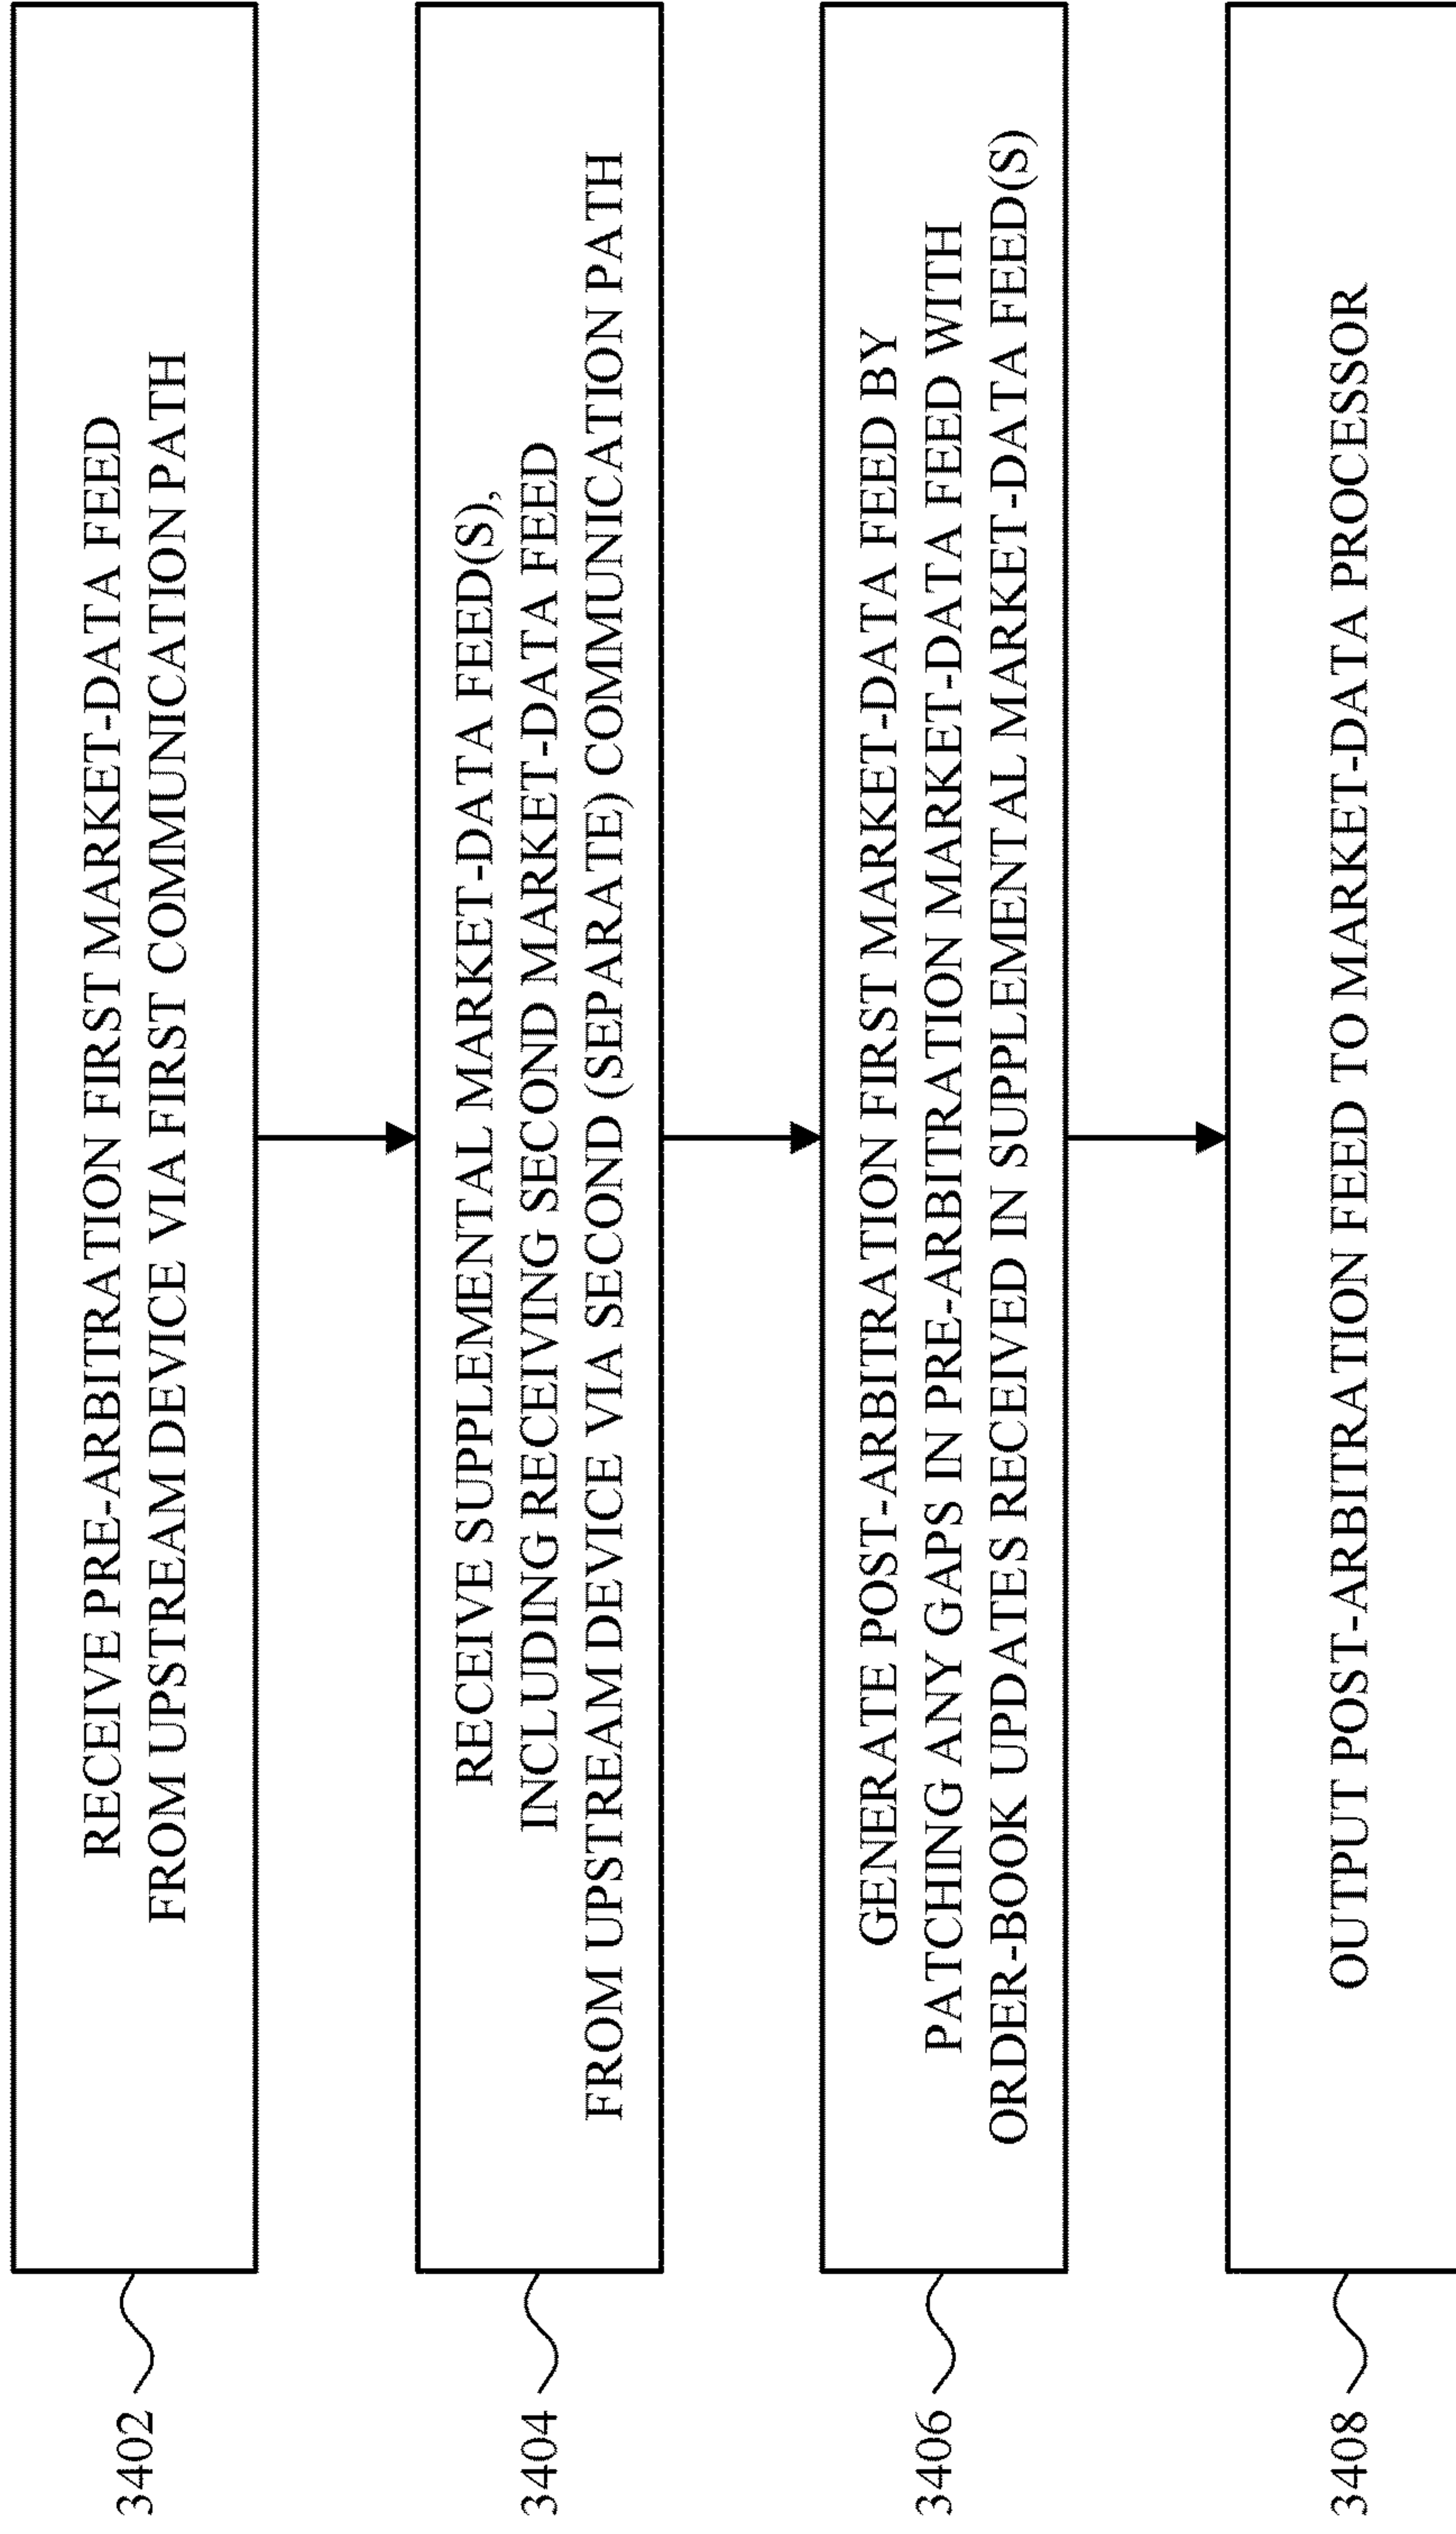 3402
RECEIVE PRE-ARBITRATION FIRST MARKET-DATA FEED
FROM UPSTREAM DEVICE VIA FIRST COMMUNICATION PATH
3404
RECEIVE SUPPLEMENTAL MARKET-DATA FEED(S),
INCLUDING RECEIVING SECOND MARKET-DATA FEED
FROM UPSTREAM DEVICE VIA SECOND (SEPARATE) COMMUNICATION PATH
3406
GENERATE POST-ARBITRATION FIRST MARKET-DATA FEED BY
PATCHING ANY GAPS IN PRE-ARBITRATION MARKET-DATA FEED WITH
ORDER-BOOK UPDATES RECEIVED IN SUPPLEMENTAL MARKET-DATA FEED(S)
3408
OUTPUT POST-ARBITRATION FEED TO MARKET-DATA PROCESSOR